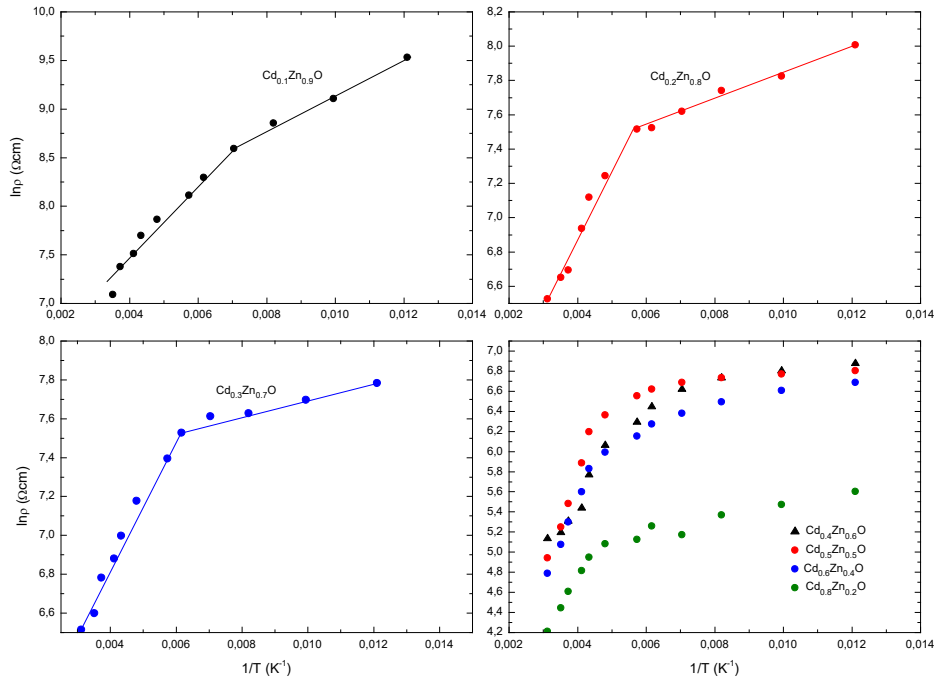 9,5
9,0
8,5
8,0
7,5
7,0
lnρ (Ωcm)
Cd0.1Zn0.9O
0,002 0,004 0,006 0,008 0,010 0,012 0,014
8,2
8,0
7,8
7,6
7,4
7,2
7,0
6,8
6,6
Cd0.2Zn0.8O
0,002 0,004 0,006 0,008 0,010 0,012 0,014
8,0
7,8
7,6
7,4
7,2
7,0
6,8
6,6
lnρ (Ωcm)
Cd0.3Zn0.7O
0,004 0,006 0,008 0,010 0,012
1/T (K-1)
7,0
6,8
6,6
6,4
6,2
6,0
5,8
5,6
5,4
5,2
5,0
4,8
4,6
4,4
4,2
Cd0.4Zn0.6O
Cd0.5Zn0.5O
Cd0.6Zn0.4O
Cd0.8Zn0.2O
0,002 0,004 0,006 0,008 0,010 0,012 0,014
1/T (K-1)